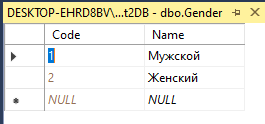 DESKTOP-EHRD8BV\...t2DB - dbo.Gender
Code Name
1 Мужской
2 Женский
NULL NULL